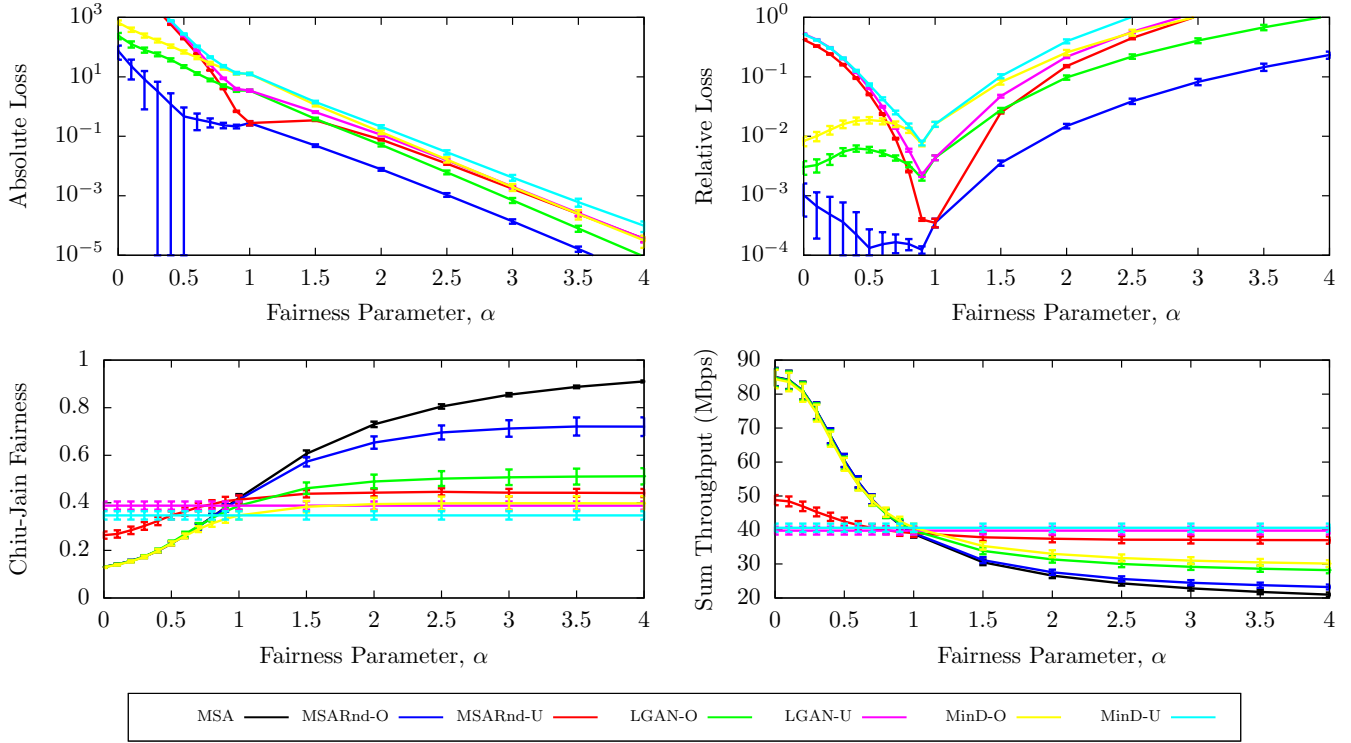 Absolute Loss
10^3
10^1
10^-1
10^-3
10^-5
0 0.5 1 1.5 2 2.5 3 3.5 4
Fairness Parameter, α
Relative Loss
10^0
10^-1
10^-2
10^-3
10^-4
0 0.5 1 1.5 2 2.5 3 3.5 4
Fairness Parameter, α
Chiu-Jain Fairness
1
0.8
0.6
0.4
0.2
0
0 0.5 1 1.5 2 2.5 3 3.5 4
Fairness Parameter, α
Sum Throughput (Mbps)
90
80
70
60
50
40
30
20
0 0.5 1 1.5 2 2.5 3 3.5 4
Fairness Parameter, α
MSA MSARnd-O MSARnd-U LGAN-O LGAN-U MinD-O MinD-U